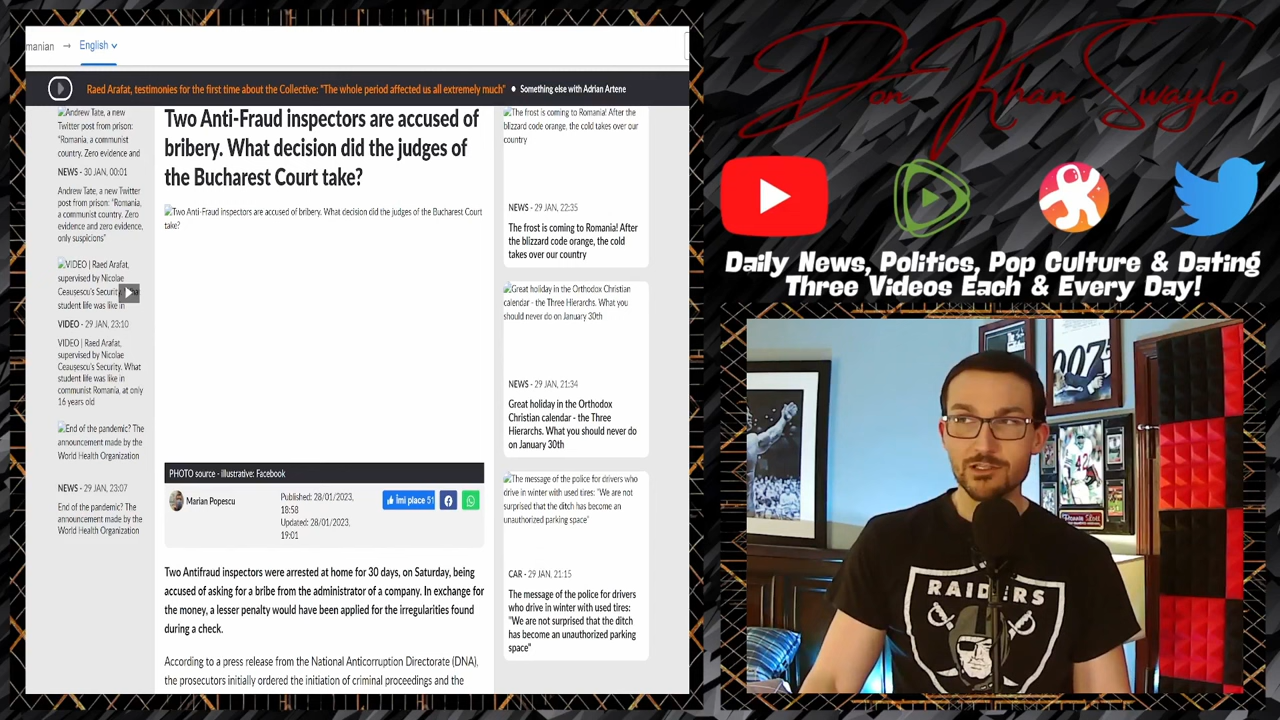 manian → English
Raed Arafat, testimonies for the first time about the Collective: "The whole period affected us all extremely much" ● Something else with Adrian Artene
Andrew Tate, a new
Twitter post from prison:
"Romania, a communist
country. Zero evidence and
NEWS - 30 JAN, 00:01
Andrew Tate, a new Twitter
post from prison: "Romania,
a communist country. Zero
evidence and zero evidence,
only suspicions"
VIDEO | Raed Arafat,
supervised by Nicolae
Ceaușescu's Security.
student life was like in
VIDEO - 29 JAN, 23:10
VIDEO | Raed Arafat,
supervised by Nicolae
Ceaușescu's Security. What
student life was like in
communist Romania, at only
16 years old
End of the pandemic? The
announcement made by the
World Health Organization
NEWS - 29 JAN, 23:07
End of the pandemic? The
announcement made by the
World Health Organization
Two Anti-Fraud inspectors are accused of
bribery. What decision did the judges of
the Bucharest Court take?
Two Anti-Fraud inspectors are accused of bribery. What decision did the judges of the Bucharest Court
take?
PHOTO source - illustrative: Facebook
Marian Popescu
Published: 28/01/2023,
18:58
Updated: 28/01/2023,
19:01
Îmi place 51
Two Antifraud inspectors were arrested at home for 30 days, on Saturday, being
accused of asking for a bribe from the administrator of a company. In exchange for
the money, a lesser penalty would have been applied for the irregularities found
during a check.
According to a press release from the National Anticorruption Directorate (DNA),
the prosecutors initially ordered the initiation of criminal proceedings and the
The frost is coming to Romania! After the
blizzard code orange, the cold takes over our
country
NEWS - 29 JAN, 22:35
The frost is coming to Romania! After
the blizzard code orange, the cold
takes over our country
Great holiday in the Orthodox Christian
calendar - the Three Hierarchs. What you
should never do on January 30th
NEWS - 29 JAN, 21:34
Great holiday in the Orthodox
Christian calendar - the Three
Hierarchs. What you should never do
on January 30th
The message of the police for drivers who
drive in winter with used tires: "We are not
surprised that the ditch has become an
unauthorized parking space"
CAR - 29 JAN, 21:15
The message of the police for drivers
who drive in winter with used tires:
"We are not surprised that the ditch
has become an unauthorized parking
space"
Don Khan Swaylo
Daily News, Politics, Pop Culture & Dating
Three Videos Each & Every Day!
007
42
RAIDERS